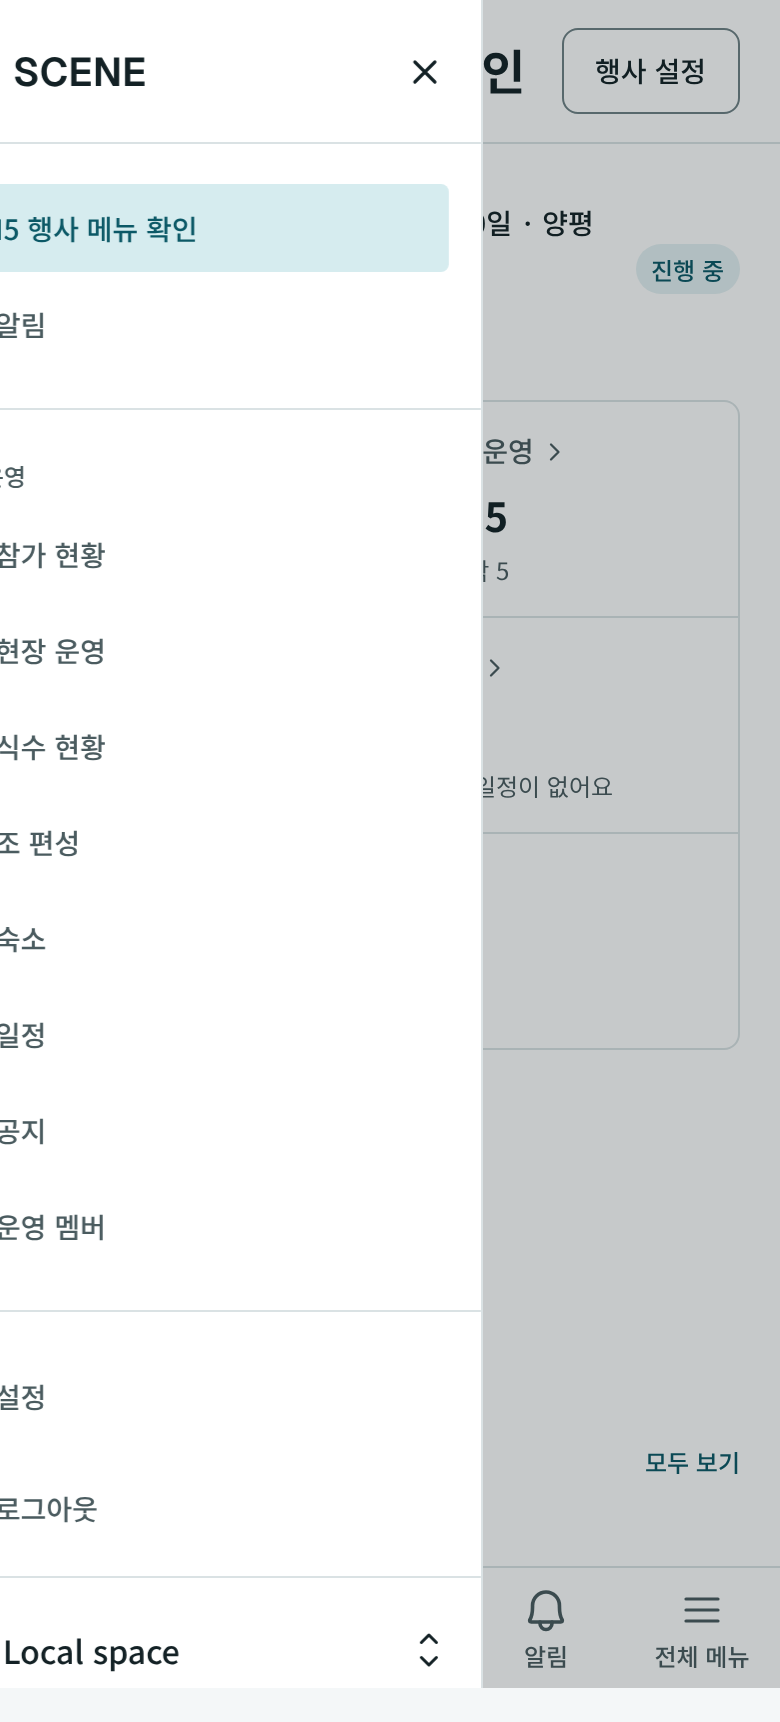 SCENE
인
행사 설정
5 행사 메뉴 확인
일 · 양평
진행 중
알림
운영
5
5
영
참가 현황
현장 운영
일정이 없어요
식수 현황
조 편성
숙소
일정
공지
운영 멤버
설정
모두 보기
로그아웃
Local space
알림
전체 메뉴